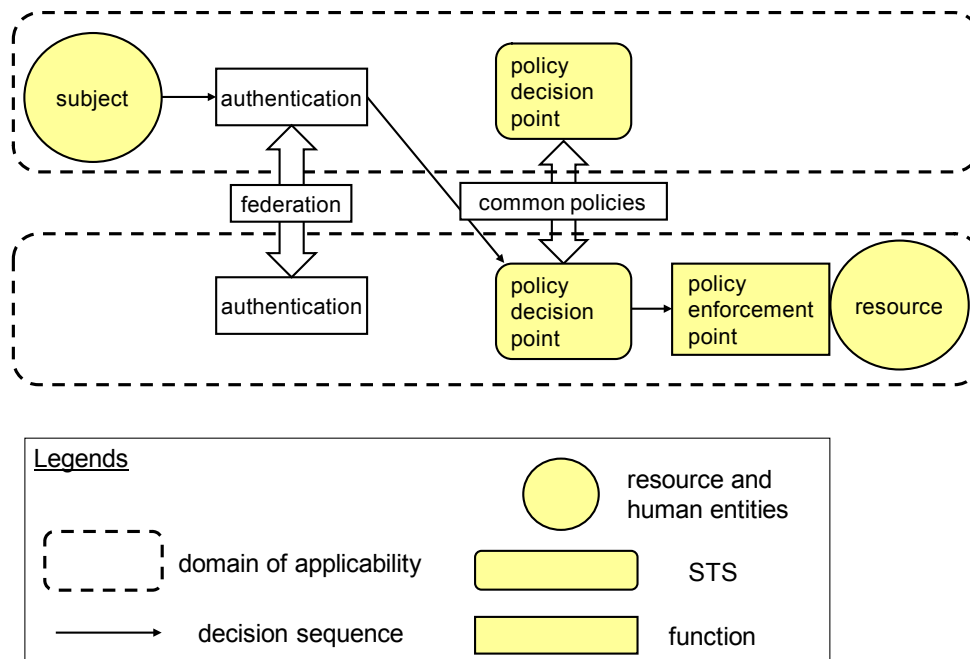 subject
authentication
policy
decision
point
federation
common policies
authentication
policy
decision
point
policy
enforcement
point
resource
Legends
resource and
human entities
domain of applicability
STS
decision sequence
function